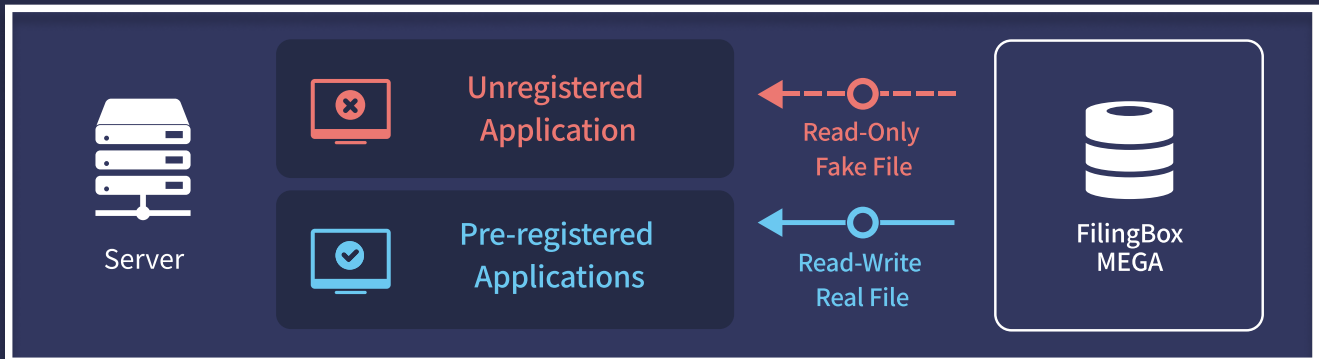 Server
Unregistered
Application
Pre-registered
Applications
Read-Only
Fake File
Read-Write
Real File
FilingBox
MEGA